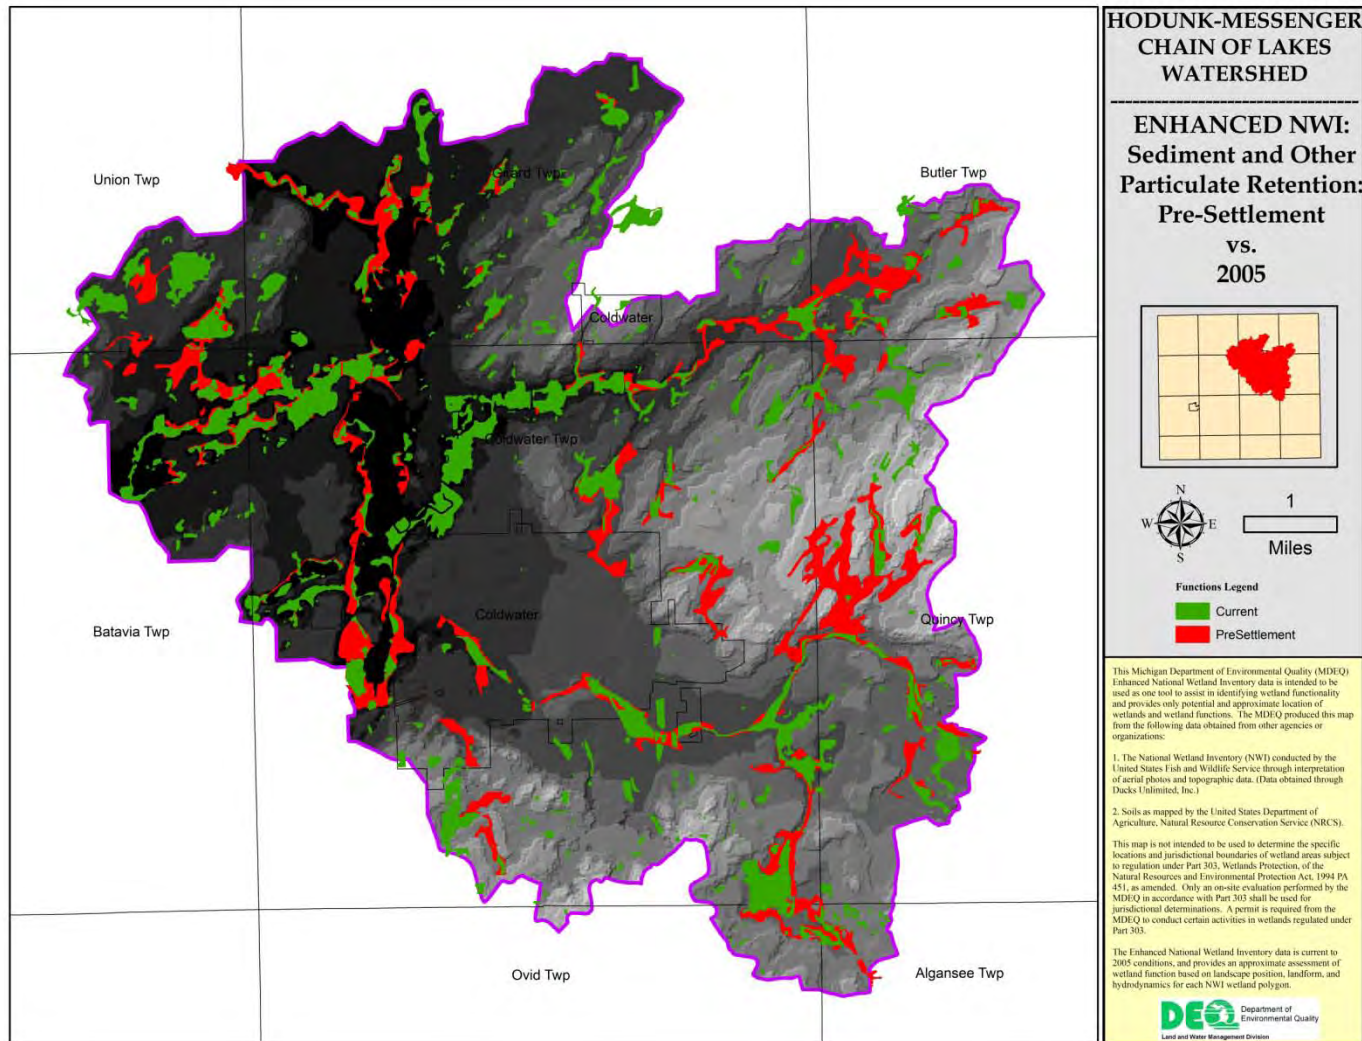 Union Twp
Girard Twp
Butler Twp
Coldwater
Coldwater Twp
Batavia Twp
Coldwater
Quincy Twp
Ovid Twp
Algansee Twp
HODUNK-MESSENGER
CHAIN OF LAKES
WATERSHED
ENHANCED NWI:
Sediment and Other
Particulate Retention:
Pre-Settlement
vs.
2005
N
W E
S
1
Miles
Functions Legend
Current
PreSettlement
This Michigan Department of Environmental Quality (MDEQ)
Enhanced National Wetland Inventory data is intended to be
used as one tool to assist in identifying wetland functionality
and provides only potential and approximate location of
wetlands and wetland functions. The MDEQ produced this map
from the following data obtained from other agencies or
organizations:
1. The National Wetland Inventory (NWI) conducted by the
United States Fish and Wildlife Service through interpretation
of aerial photos and topographic data. (Data obtained through
Ducks Unlimited, Inc.)
2. Soils as mapped by the United States Department of
Agriculture, Natural Resource Conservation Service (NRCS).
This map is not intended to be used to determine the specific
locations and jurisdictional boundaries of wetland areas subject
to regulation under Part 303, Wetlands Protection, of the
Natural Resources and Environmental Protection Act, 1994 PA
451, as amended. Only an on-site evaluation performed by the
MDEQ in accordance with Part 303 shall be used for
jurisdictional determinations. A permit is required from the
MDEQ to conduct certain activities in wetlands regulated under
Part 303.
The Enhanced National Wetland Inventory data is current to
2005 conditions, and provides an approximate assessment of
wetland function based on landscape position, landform, and
hydrodynamics for each NWI wetland polygon.
DEQ Department of
Environmental Quality
Land and Water Management Division